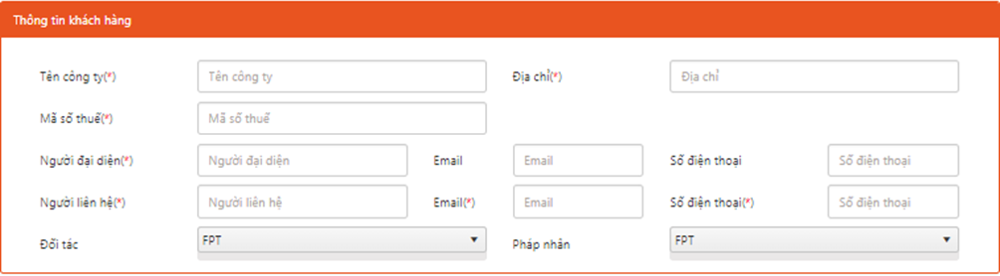 Thông tin khách hàng
Tên công ty(*) Tên công ty Địa chỉ(*) Địa chỉ
Mã số thuế(*) Mã số thuế
Người đại diện(*) Người đại diện Email Email Số điện thoại Số điện thoại
Người liên hệ(*) Người liên hệ Email(*) Email Số điện thoại(*) Số điện thoại
Đối tác FPT Pháp nhân FPT